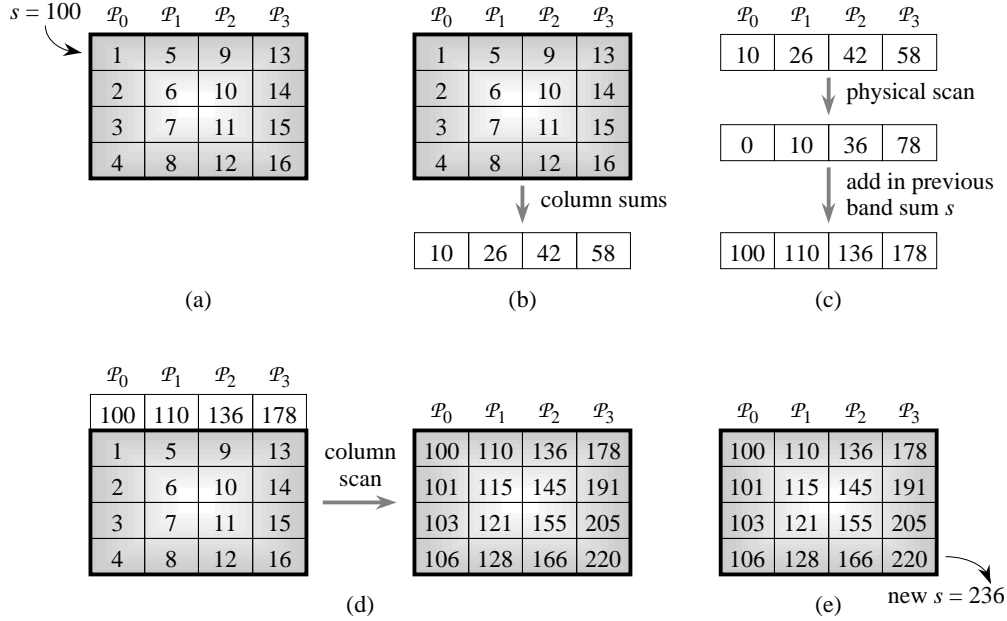 s = 100
𝒫0 𝒫1 𝒫2 𝒫3
1 5 9 13
2 6 10 14
3 7 11 15
4 8 12 16
(a)
𝒫0 𝒫1 𝒫2 𝒫3
1 5 9 13
2 6 10 14
3 7 11 15
4 8 12 16
column sums
10 26 42 58
(b)
𝒫0 𝒫1 𝒫2 𝒫3
10 26 42 58
physical scan
0 10 36 78
add in previous
band sum s
100 110 136 178
(c)
𝒫0 𝒫1 𝒫2 𝒫3
100 110 136 178
1 5 9 13
2 6 10 14
3 7 11 15
4 8 12 16
column
scan
𝒫0 𝒫1 𝒫2 𝒫3
100 110 136 178
101 115 145 191
103 121 155 205
106 128 166 220
(d)
𝒫0 𝒫1 𝒫2 𝒫3
100 110 136 178
101 115 145 191
103 121 155 205
106 128 166 220
new s = 236
(e)